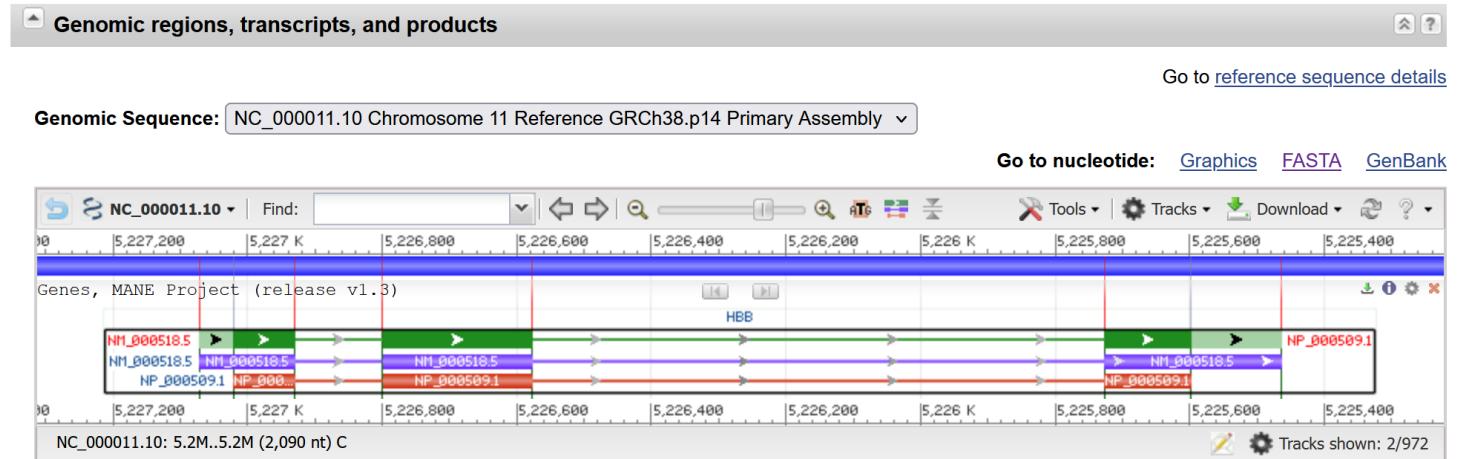 Genomic regions, transcripts, and products
?
Go to reference sequence details
Genomic Sequence: NC_000011.10 Chromosome 11 Reference GRCh38.p14 Primary Assembly
Go to nucleotide: Graphics FASTA GenBank
NC_000011.10 Find: ATG Tools Tracks Download ?
00 5,227,200 5,227 K 5,226,800 5,226,600 5,226,400 5,226,200 5,226 K 5,225,800 5,225,600 5,225,400
Genes, MANE Project (release v1.3)
HBB
NM_000518.5 NP_000509.1
NM_000518.5 NM_000518.5 NM_000518.5 NM_000518.5
NP_000509.1 NP_000... NP_000509.1 NP_000509.1
00 5,227,200 5,227 K 5,226,800 5,226,600 5,226,400 5,226,200 5,226 K 5,225,800 5,225,600 5,225,400
NC_000011.10: 5.2M..5.2M (2,090 nt) C Tracks shown: 2/972